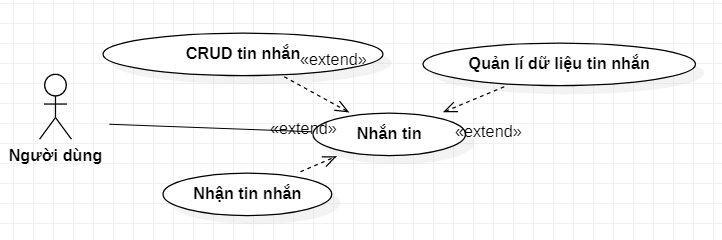 CRUD tin nhắn
«extend»
Quản lí dữ liệu tin nhắn
«extend»
Nhắn tin
«extend»
Người dùng
Nhận tin nhắn